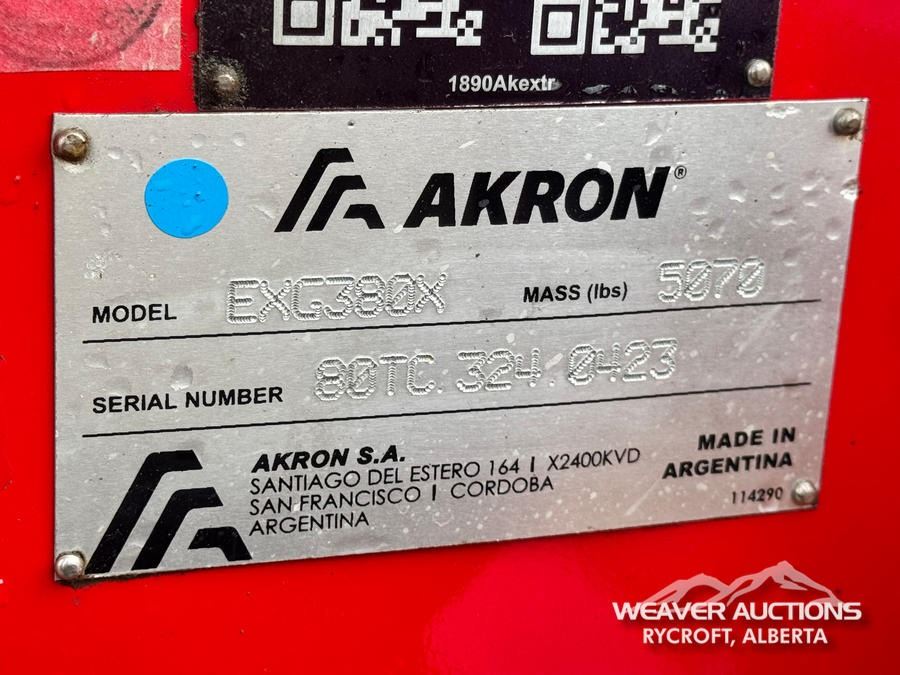 1890Akextr
AKRON®
MODEL EXG380X MASS (lbs) 5070
SERIAL NUMBER 80TC.324.0423
AKRON S.A.
SANTIAGO DEL ESTERO 164 | X2400KVD
SAN FRANCISCO | CORDOBA
ARGENTINA
MADE IN
ARGENTINA
114290
WEAVER AUCTIONS
RYCROFT, ALBERTA